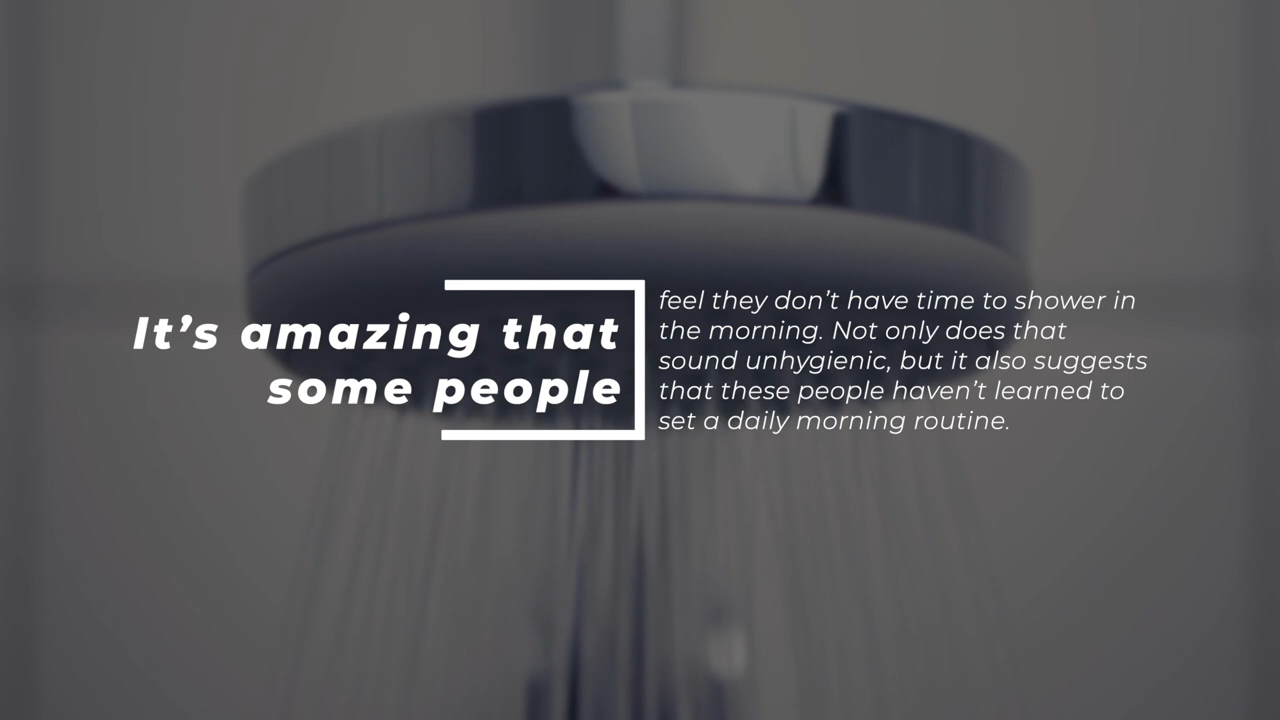 It’s amazing that
some people
feel they don’t have time to shower in
the morning. Not only does that
sound unhygienic, but it also suggests
that these people haven’t learned to
set a daily morning routine.